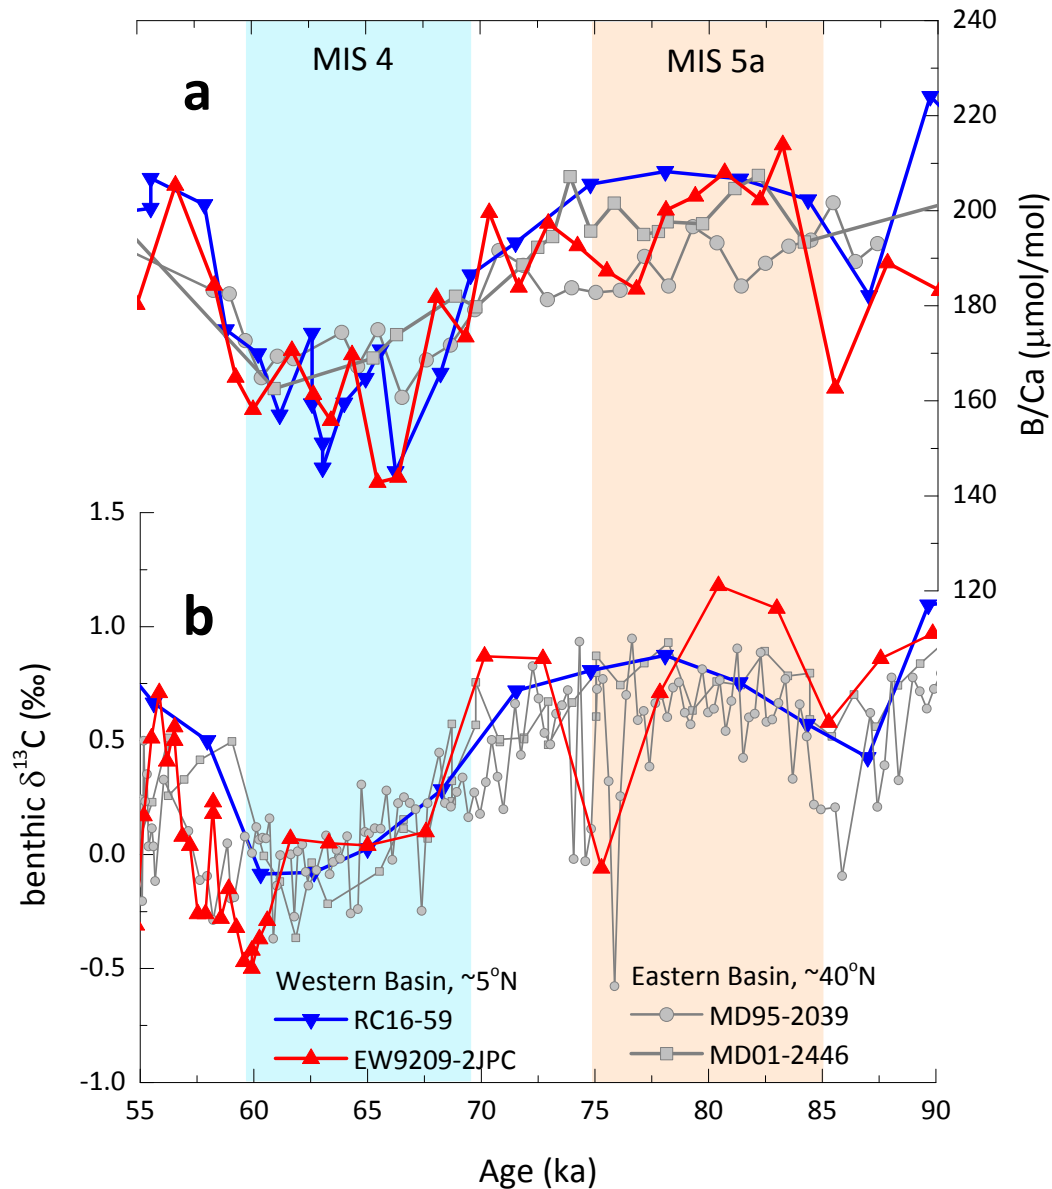 MIS 4
MIS 5a
a
240
220
200
180
160
140
120
B/Ca (μmol/mol)
1.5
1.0
0.5
0.0
-0.5
-1.0
benthic δ¹³C (‰)
b
Western Basin, ~5°N
RC16-59
EW9209-2JPC
Eastern Basin, ~40°N
MD95-2039
MD01-2446
55 60 65 70 75 80 85 90
Age (ka)